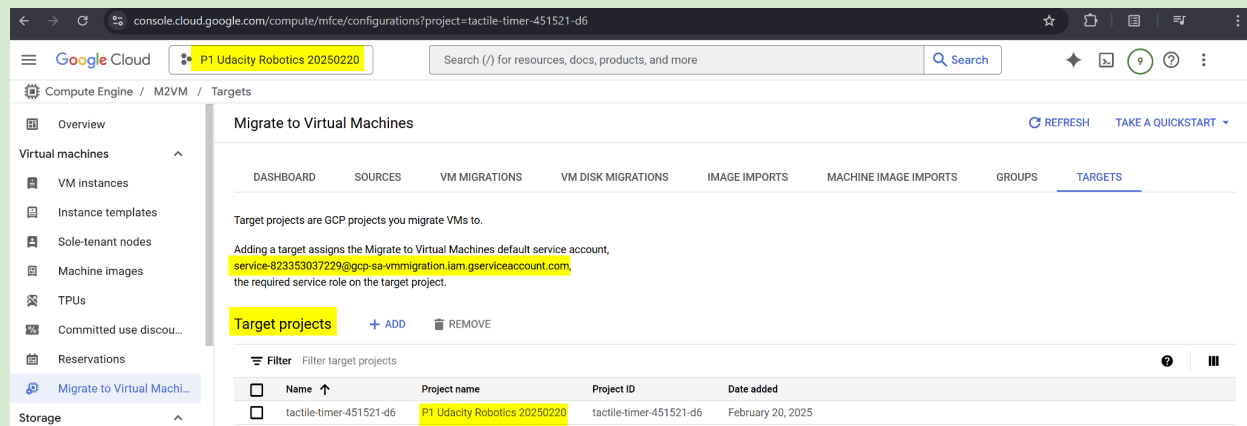 console.cloud.google.com/compute/mfce/configurations?project=tactile-timer-451521-d6
Google Cloud P1 Udacity Robotics 20250220 Search (/) for resources, docs, products, and more Search 9
Compute Engine / M2VM / Targets
Overview
Virtual machines
VM instances
Instance templates
Sole-tenant nodes
Machine images
TPUs
Committed use discou...
Reservations
Migrate to Virtual Machi...
Storage
Migrate to Virtual Machines REFRESH TAKE A QUICKSTART
DASHBOARD SOURCES VM MIGRATIONS VM DISK MIGRATIONS IMAGE IMPORTS MACHINE IMAGE IMPORTS GROUPS TARGETS
Target projects are GCP projects you migrate VMs to.
Adding a target assigns the Migrate to Virtual Machines default service account,
service-823353037229@gcp-sa-vmmigration.iam.gserviceaccount.com,
the required service role on the target project.
Target projects + ADD REMOVE
Filter Filter target projects
Name Project name Project ID Date added
tactile-timer-451521-d6 P1 Udacity Robotics 20250220 tactile-timer-451521-d6 February 20, 2025